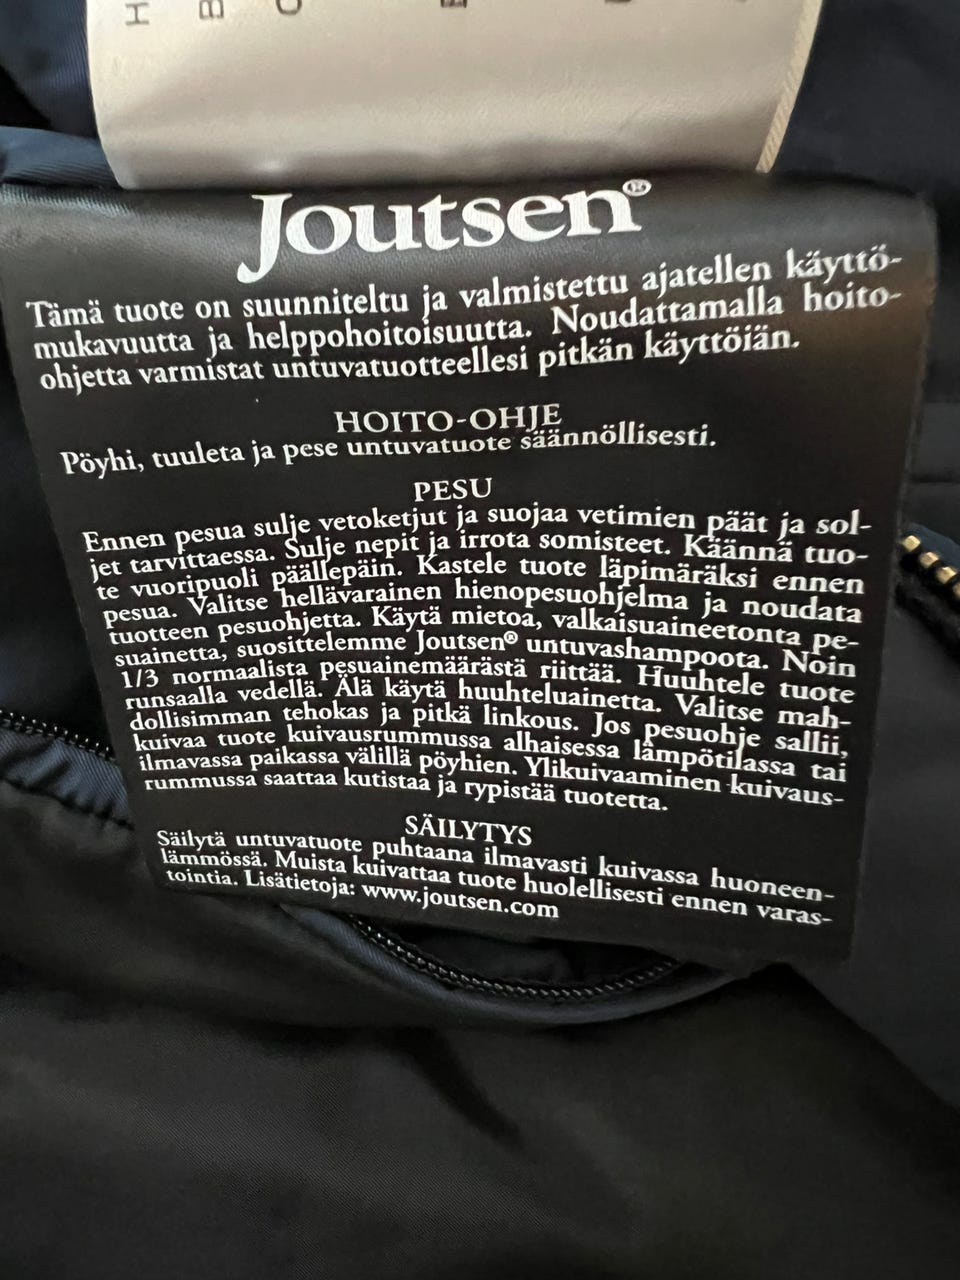 Joutsen®
Tämä tuote on suunniteltu ja valmistettu ajatellen käyttö-
mukavuutta ja helppohoitoisuutta. Noudattamalla hoito-
ohjetta varmistat untuvatuotteellesi pitkän käyttöiän.
HOITO-OHJE
Pöyhi, tuuleta ja pese untuvatuote säännöllisesti.
PESU
Ennen pesua sulje vetoketjut ja suojaa vetimien päät ja sol-
jet tarvittaessa. Sulje nepit ja irrota somisteet. Käännä tuo-
te vuoripuoli päällepäin. Kastele tuote läpimäräksi ennen
pesua. Valitse hellävarainen hienopesuohjelma ja noudata
tuotteen pesuohjetta. Käytä mietoa, valkaisuaineetonta pe-
suainetta, suosittelemme Joutsen® untuvashampoota. Noin
1/3 normaalista pesuainemäärästä riittää. Huuhtele tuote
runsaalla vedellä. Älä käytä huuhteluainetta. Valitse mah-
dollisimman tehokas ja pitkä linkous. Jos pesuohje sallii,
kuivaa tuote kuivausrummussa alhaisessa lämpötilassa tai
ilmavassa paikassa välillä pöyhien. Ylikuivaaminen kuivaus-
rummussa saattaa kutistaa ja rypistää tuotetta.
SÄILYTYS
Säilytä untuvatuote puhtaana ilmavasti kuivassa huoneen-
lämmössä. Muista kuivattaa tuote huolellisesti ennen varas-
tointia. Lisätietoja: www.joutsen.com